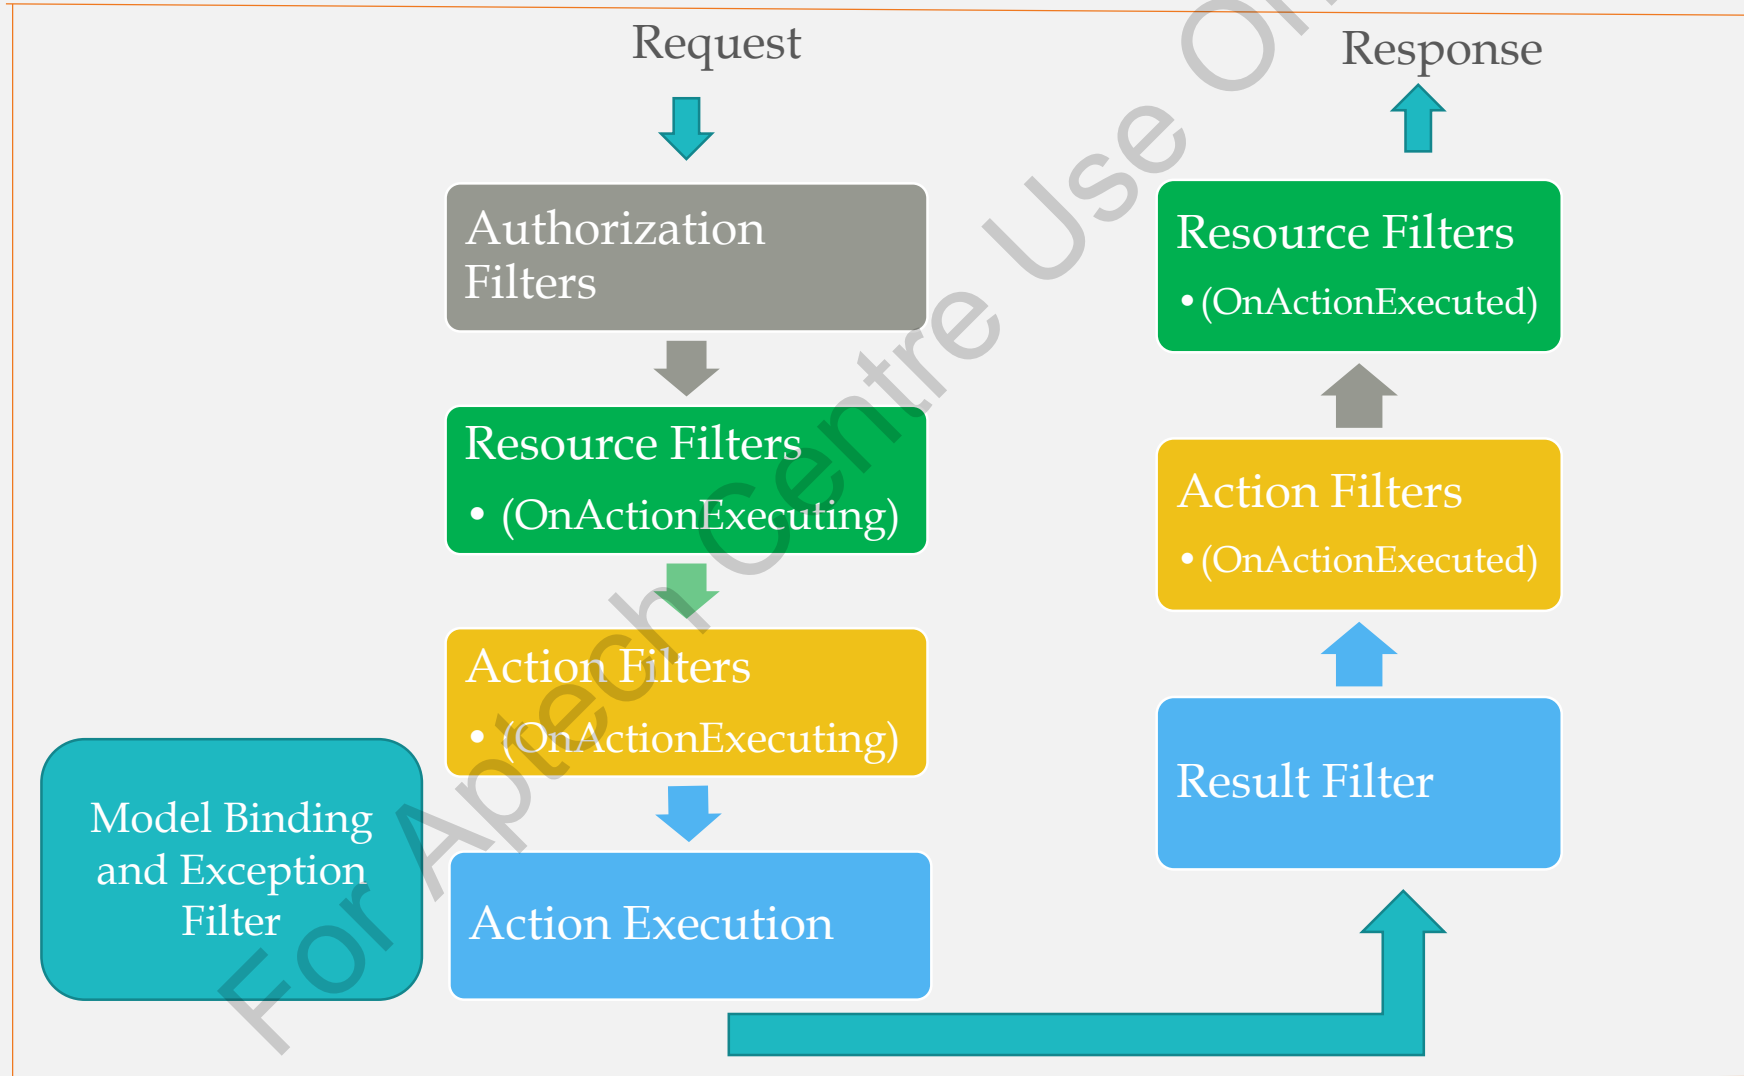 Request
Authorization
Filters
Resource Filters
• (OnActionExecuting)
Action Filters
• (OnActionExecuting)
Model Binding
and Exception
Filter
Action Execution
Response
Resource Filters
• (OnActionExecuted)
Action Filters
• (OnActionExecuted)
Result Filter
For Aptech Centre Use